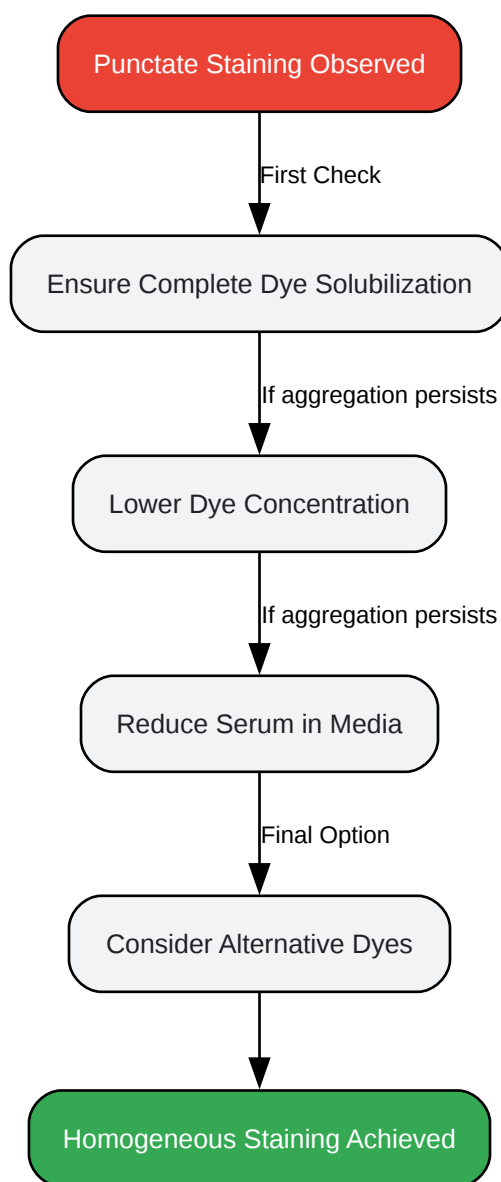 Punctate Staining Observed
First Check
Ensure Complete Dye Solubilization
If aggregation persists
Lower Dye Concentration
If aggregation persists
Reduce Serum in Media
Final Option
Consider Alternative Dyes
Homogeneous Staining Achieved